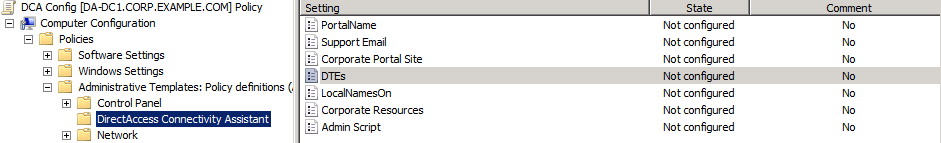 DCA Config [DA-DC1.CORP.EXAMPLE.COM] Policy
Computer Configuration
Policies
Software Settings
Windows Settings
Administrative Templates: Policy definitions (
Control Panel
DirectAccess Connectivity Assistant
Network
Setting State Comment
PortalName Not configured No
Support Email Not configured No
Corporate Portal Site Not configured No
DTEs Not configured No
LocalNamesOn Not configured No
Corporate Resources Not configured No
Admin Script Not configured No